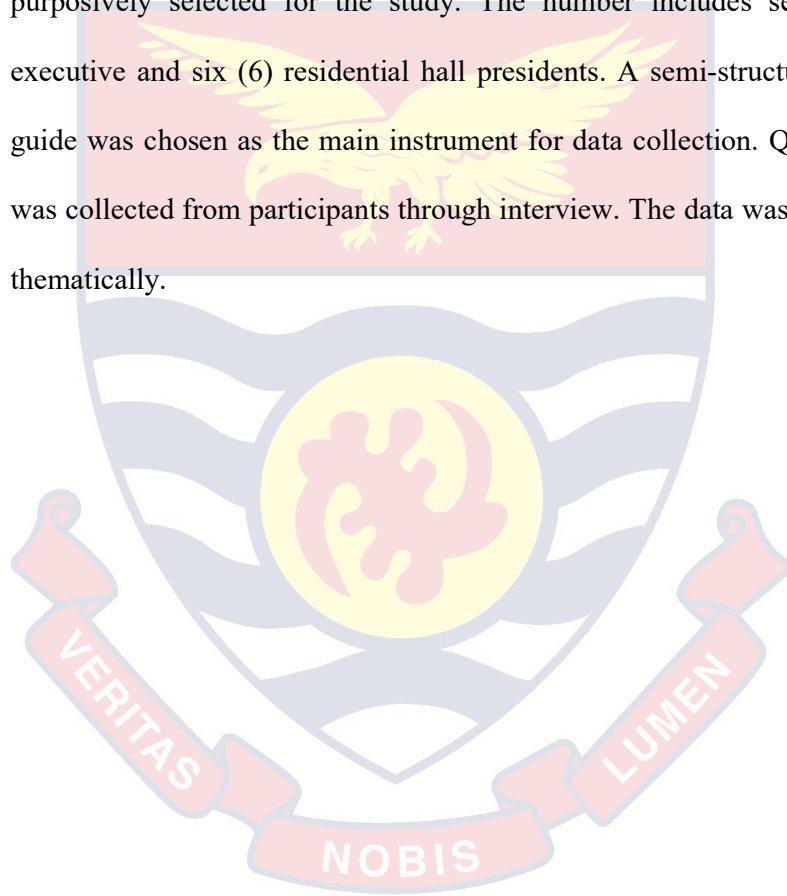 purposively selected for the study. The number includes se
executive and six (6) residential hall presidents. A semi-struct
guide was chosen as the main instrument for data collection. Q
was collected from participants through interview. The data was
thematically.
VERITAS
NOBIS
LUMEN